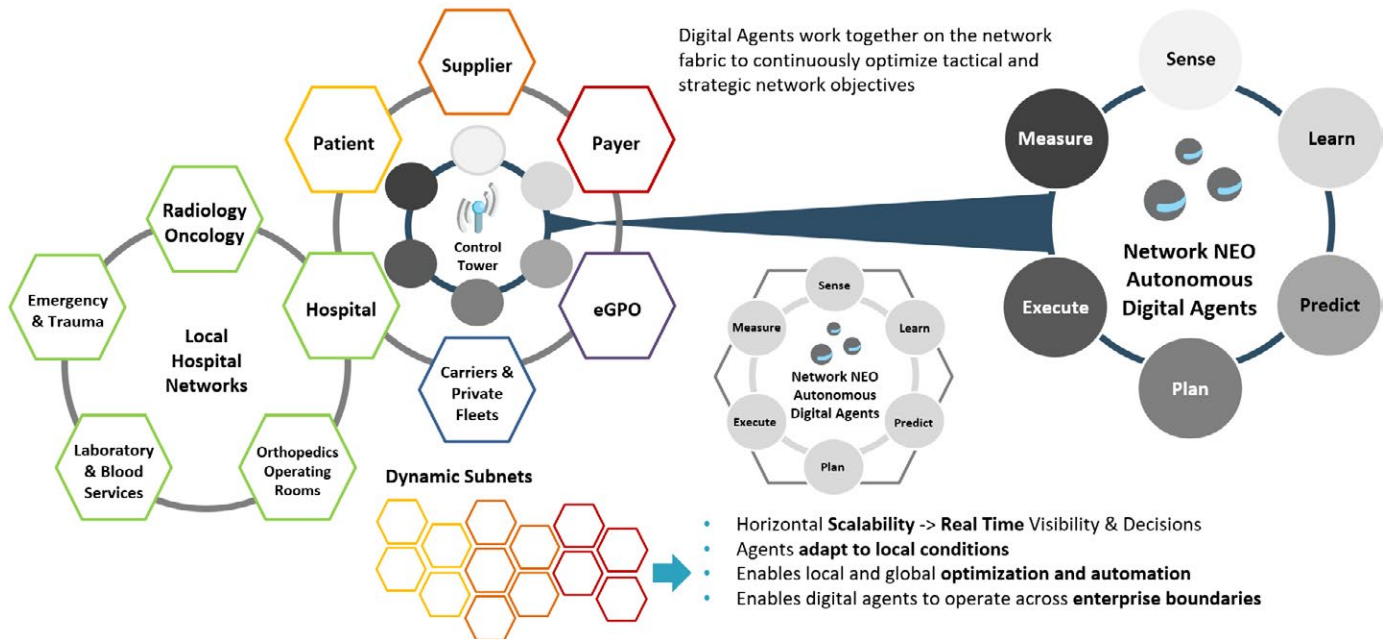 Digital Agents work together on the network
fabric to continuously optimize tactical and
strategic network objectives
Supplier
Patient
Payer
Control
Tower
Radiology
Oncology
Emergency
& Trauma
Hospital
eGPO
Local
Hospital
Networks
Carriers &
Private
Fleets
Laboratory
& Blood
Services
Orthopedics
Operating
Rooms
Sense
Measure
Learn
Network NEO
Autonomous
Digital Agents
Execute
Predict
Plan
Sense
Measure
Learn
Network NEO
Autonomous
Digital Agents
Execute
Predict
Plan
Dynamic Subnets
• Horizontal Scalability -> Real Time Visibility & Decisions
• Agents adapt to local conditions
• Enables local and global optimization and automation
• Enables digital agents to operate across enterprise boundaries